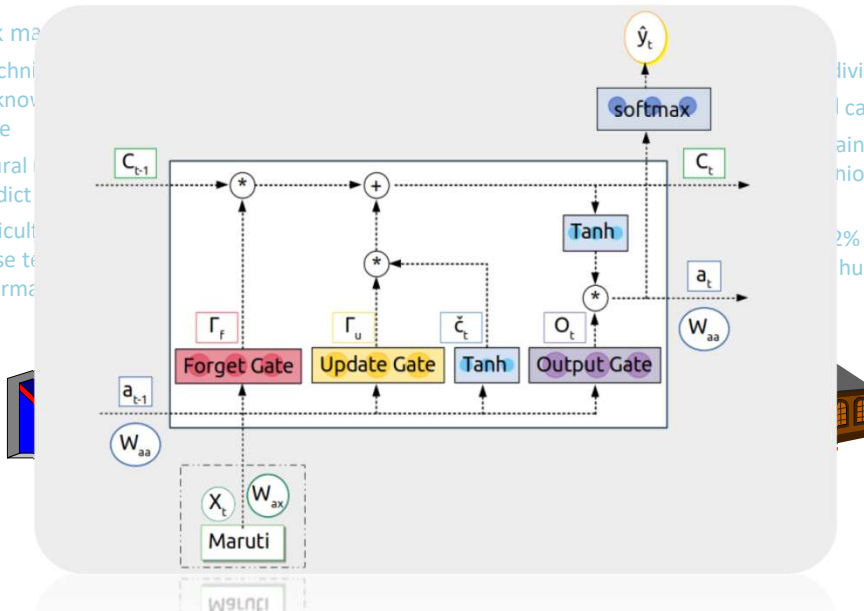 ŷt
softmax
Ct-1
*
+
Ct
Tanh
*
*
at
Γf
Γu
čt
Ot
Waa
Forget Gate
Update Gate
Tanh
Output Gate
at-1
Waa
Xt
Wax
Maruti
2%